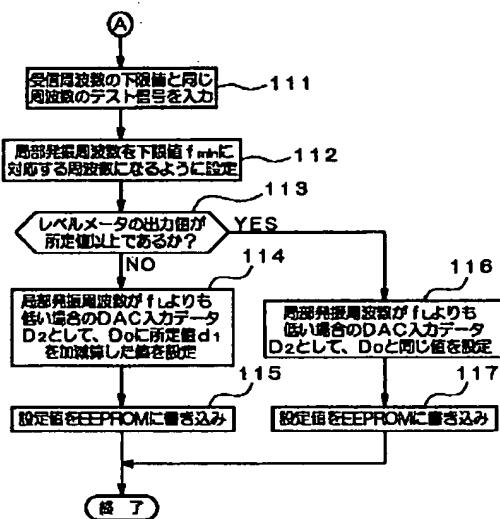 A
受信周波数の下限値と同じ
周波数のテスト信号を入力
111
局部発振周波数を下限値fminに
対応する周波数になるように設定
112
113
レベルメータの出力値が
所定値以上であるか？
YES
NO
114
局部発振周波数がfLよりも
低い場合のDAC入力データ
D2として、D0に所定値d1
を加減算した値を設定
116
局部発振周波数がfLよりも
低い場合のDAC入力データ
D2として、D0と同じ値を設定
115
設定値をEEPROMに書き込み
117
設定値をEEPROMに書き込み
終了